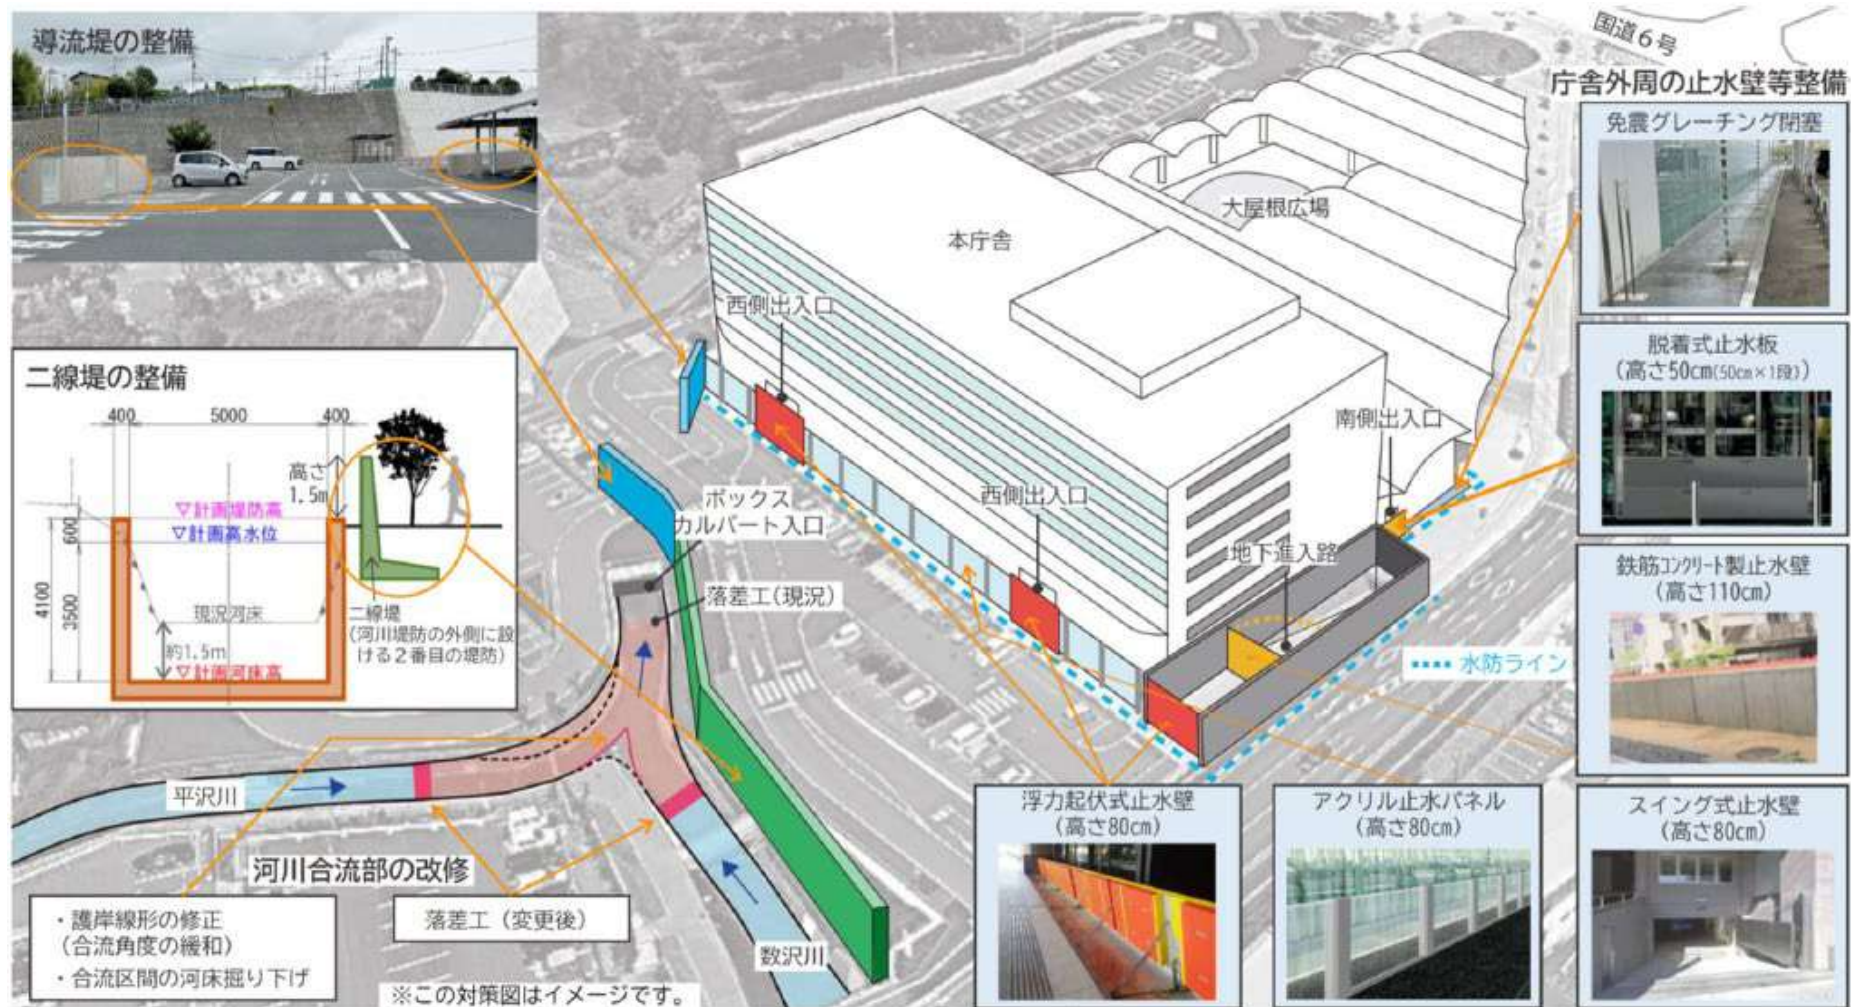 導流堤の整備
国道6号
庁舎外周の止水壁等整備
免震グレーチング閉塞
脱着式止水板
（高さ50cm(50cm×1段)）
鉄筋コンクリート製止水壁
（高さ110cm）
スイング式止水壁
（高さ80cm）
アクリル止水パネル
（高さ80cm）
浮力起伏式止水壁
（高さ80cm）
大屋根広場
本庁舎
西側出入口
南側出入口
西側出入口
地下進入路
水防ライン
ボックス
カルバート入口
落差工(現況)
二線堤の整備
400
5000
400
高さ
1.5m
▽計画堤防高
▽計画高水位
600
4100
3500
現況河床
約1.5m
▽計画河床高
二線堤
(河川堤防の外側に設
ける2番目の堤防)
平沢川
数沢川
河川合流部の改修
・護岸線形の修正
（合流角度の緩和）
・合流区間の河床掘り下げ
落差工（変更後）
※この対策図はイメージです。